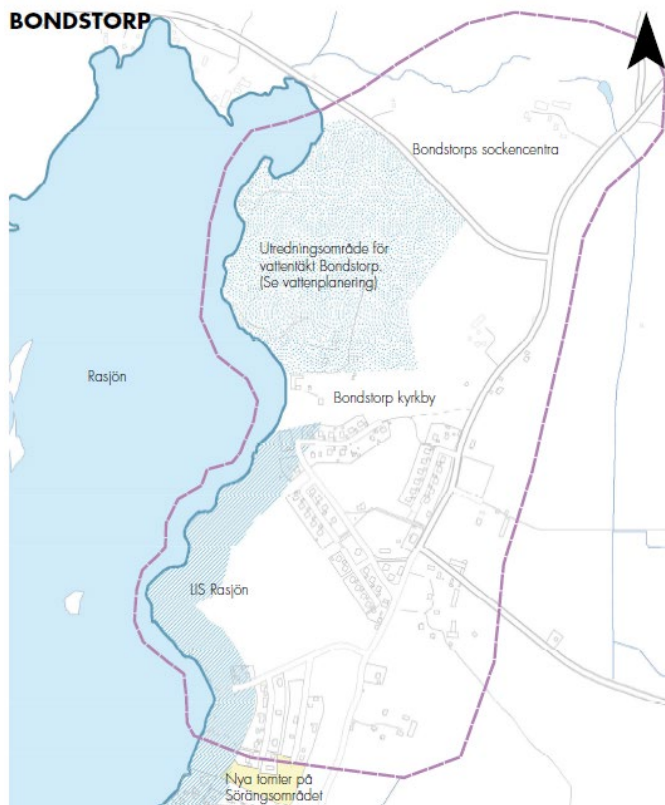 BONDSTORP
Bondstorps sockencentra
Utredningsområde för
vattentäkt Bondstorp.
(Se vattenplanering)
Rasjön
Bondstorp kyrkby
LIS Rasjön
Nya tomter på
Sörängsområdet